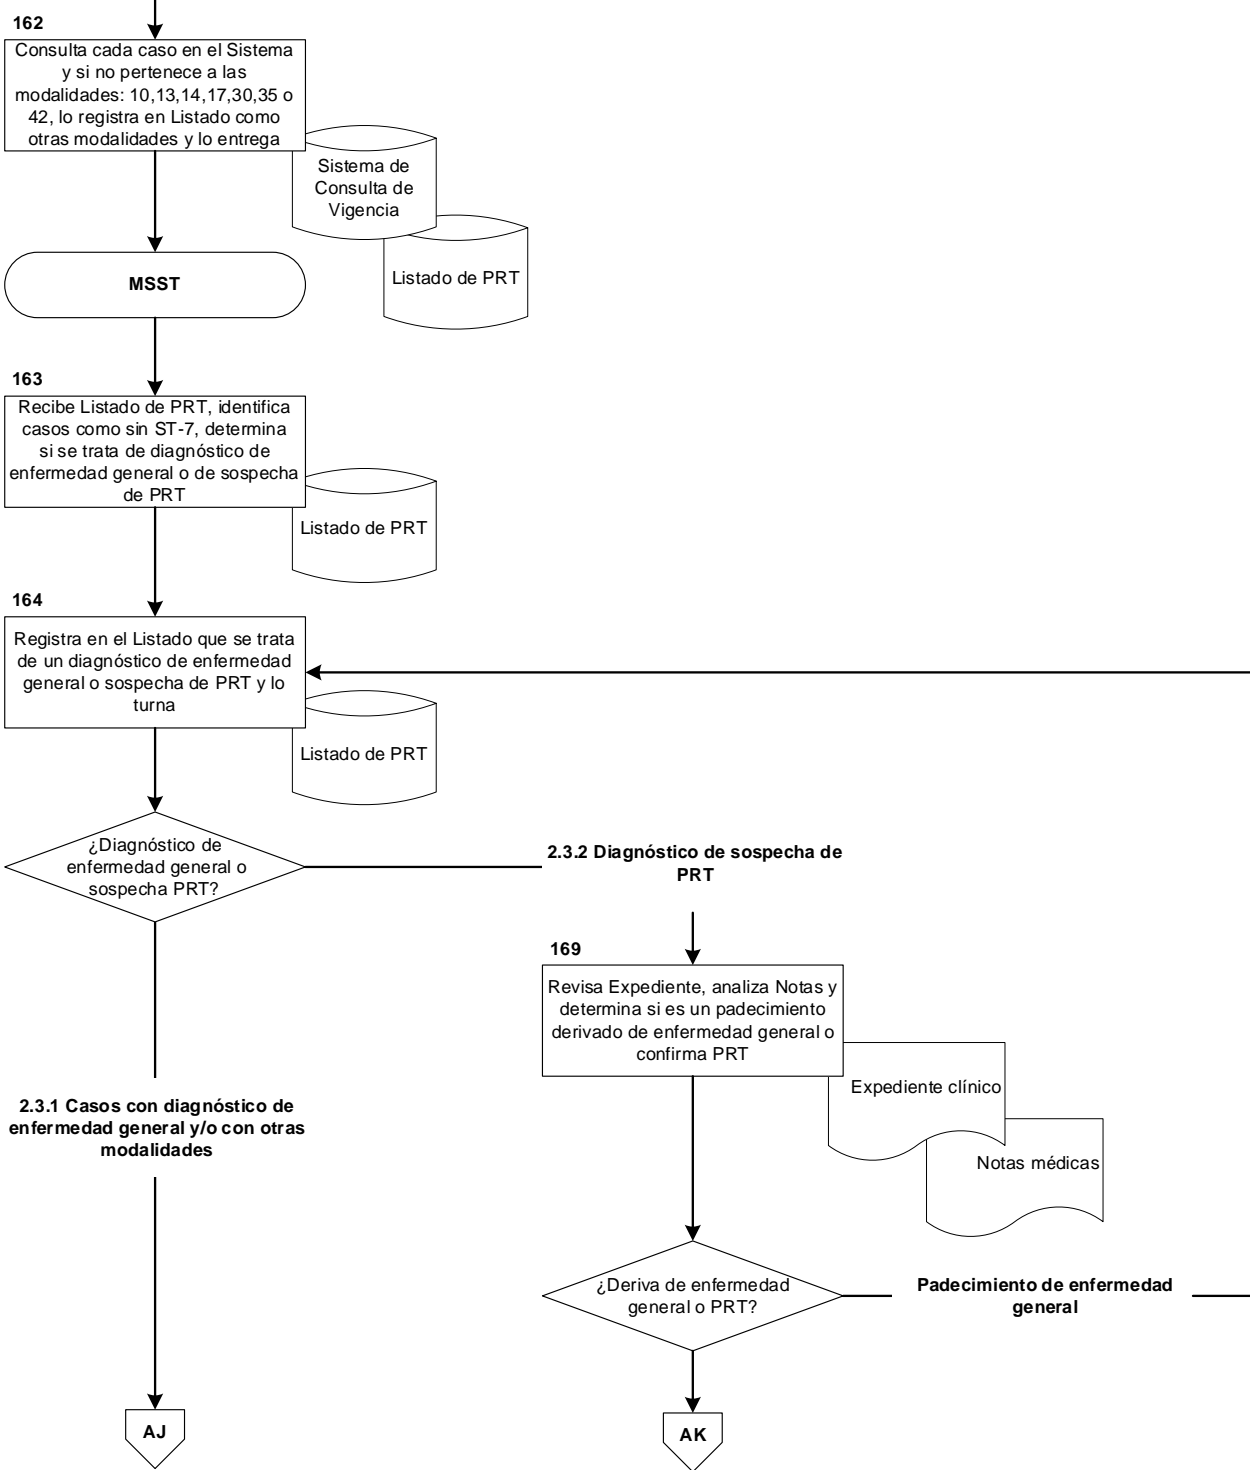 162
Consulta cada caso en el Sistema
y si no pertenece a las
modalidades: 10,13,14,17,30,35 o
42, lo registra en Listado como
otras modalidades y lo entrega
Sistema de
Consulta de
Vigencia
Listado de PRT
MSST
163
Recibe Listado de PRT, identifica
casos como sin ST-7, determina
si se trata de diagnóstico de
enfermedad general o de sospecha
de PRT
Listado de PRT
164
Registra en el Listado que se trata
de un diagnóstico de enfermedad
general o sospecha de PRT y lo
turna
Listado de PRT
¿Diagnóstico de
enfermedad general o
sospecha PRT?
2.3.2 Diagnóstico de sospecha de
PRT
169
Revisa Expediente, analiza Notas y
determina si es un padecimiento
derivado de enfermedad general o
confirma PRT
Expediente clínico
Notas médicas
2.3.1 Casos con diagnóstico de
enfermedad general y/o con otras
modalidades
¿Deriva de enfermedad
general o PRT?
Padecimiento de enfermedad
general
AJ
AK